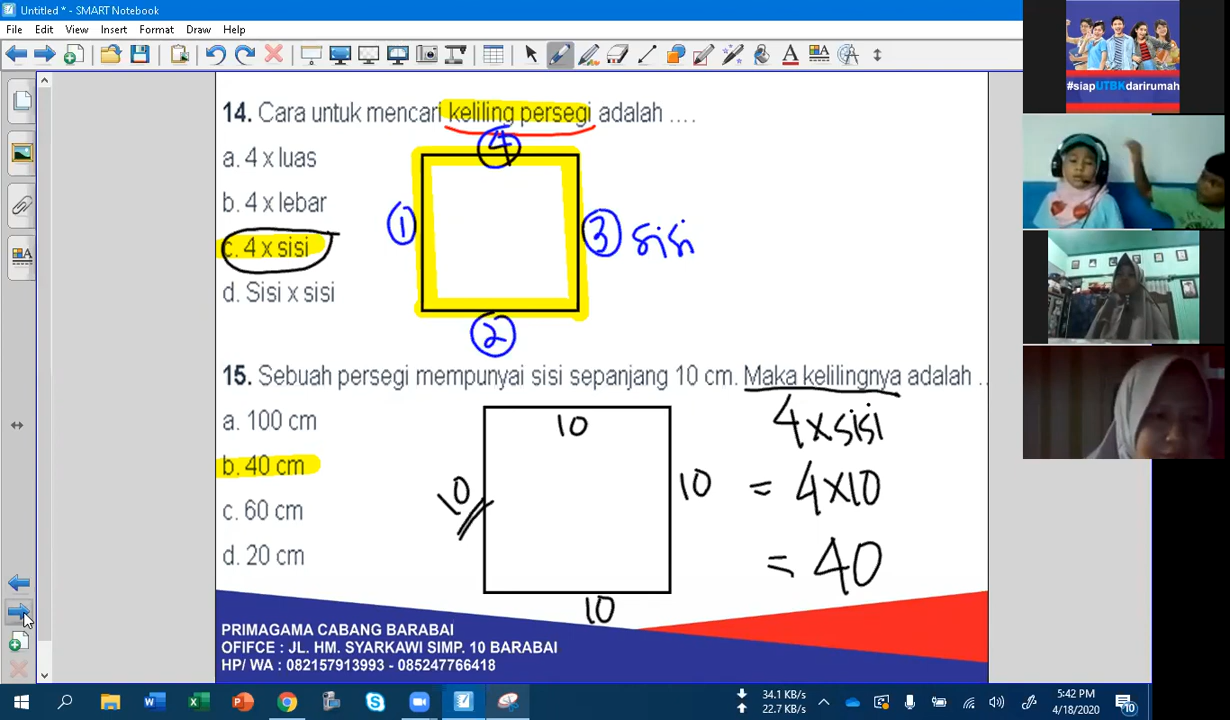 Untitled * - SMART Notebook
File Edit View Insert Format Draw Help
#siapUTBKdarirumah
14. Cara untuk mencari keliling persegi adalah ....
a. 4 x luas
b. 4 x lebar
c. 4 x sisi
d. Sisi x sisi
4
1
3 sisi
2
15. Sebuah persegi mempunyai sisi sepanjang 10 cm. Maka kelilingnya adalah ..
a. 100 cm
b. 40 cm
c. 60 cm
d. 20 cm
10
10
10
10
4 x sisi
= 4 x 10
= 40
PRIMAGAMA CABANG BARABAI
OFIFCE : JL. HM. SYARKAWI SIMP. 10 BARABAI
HP/ WA : 082157913993 - 085247766418
34.1 KB/s
22.7 KB/s
5:42 PM
4/18/2020
10